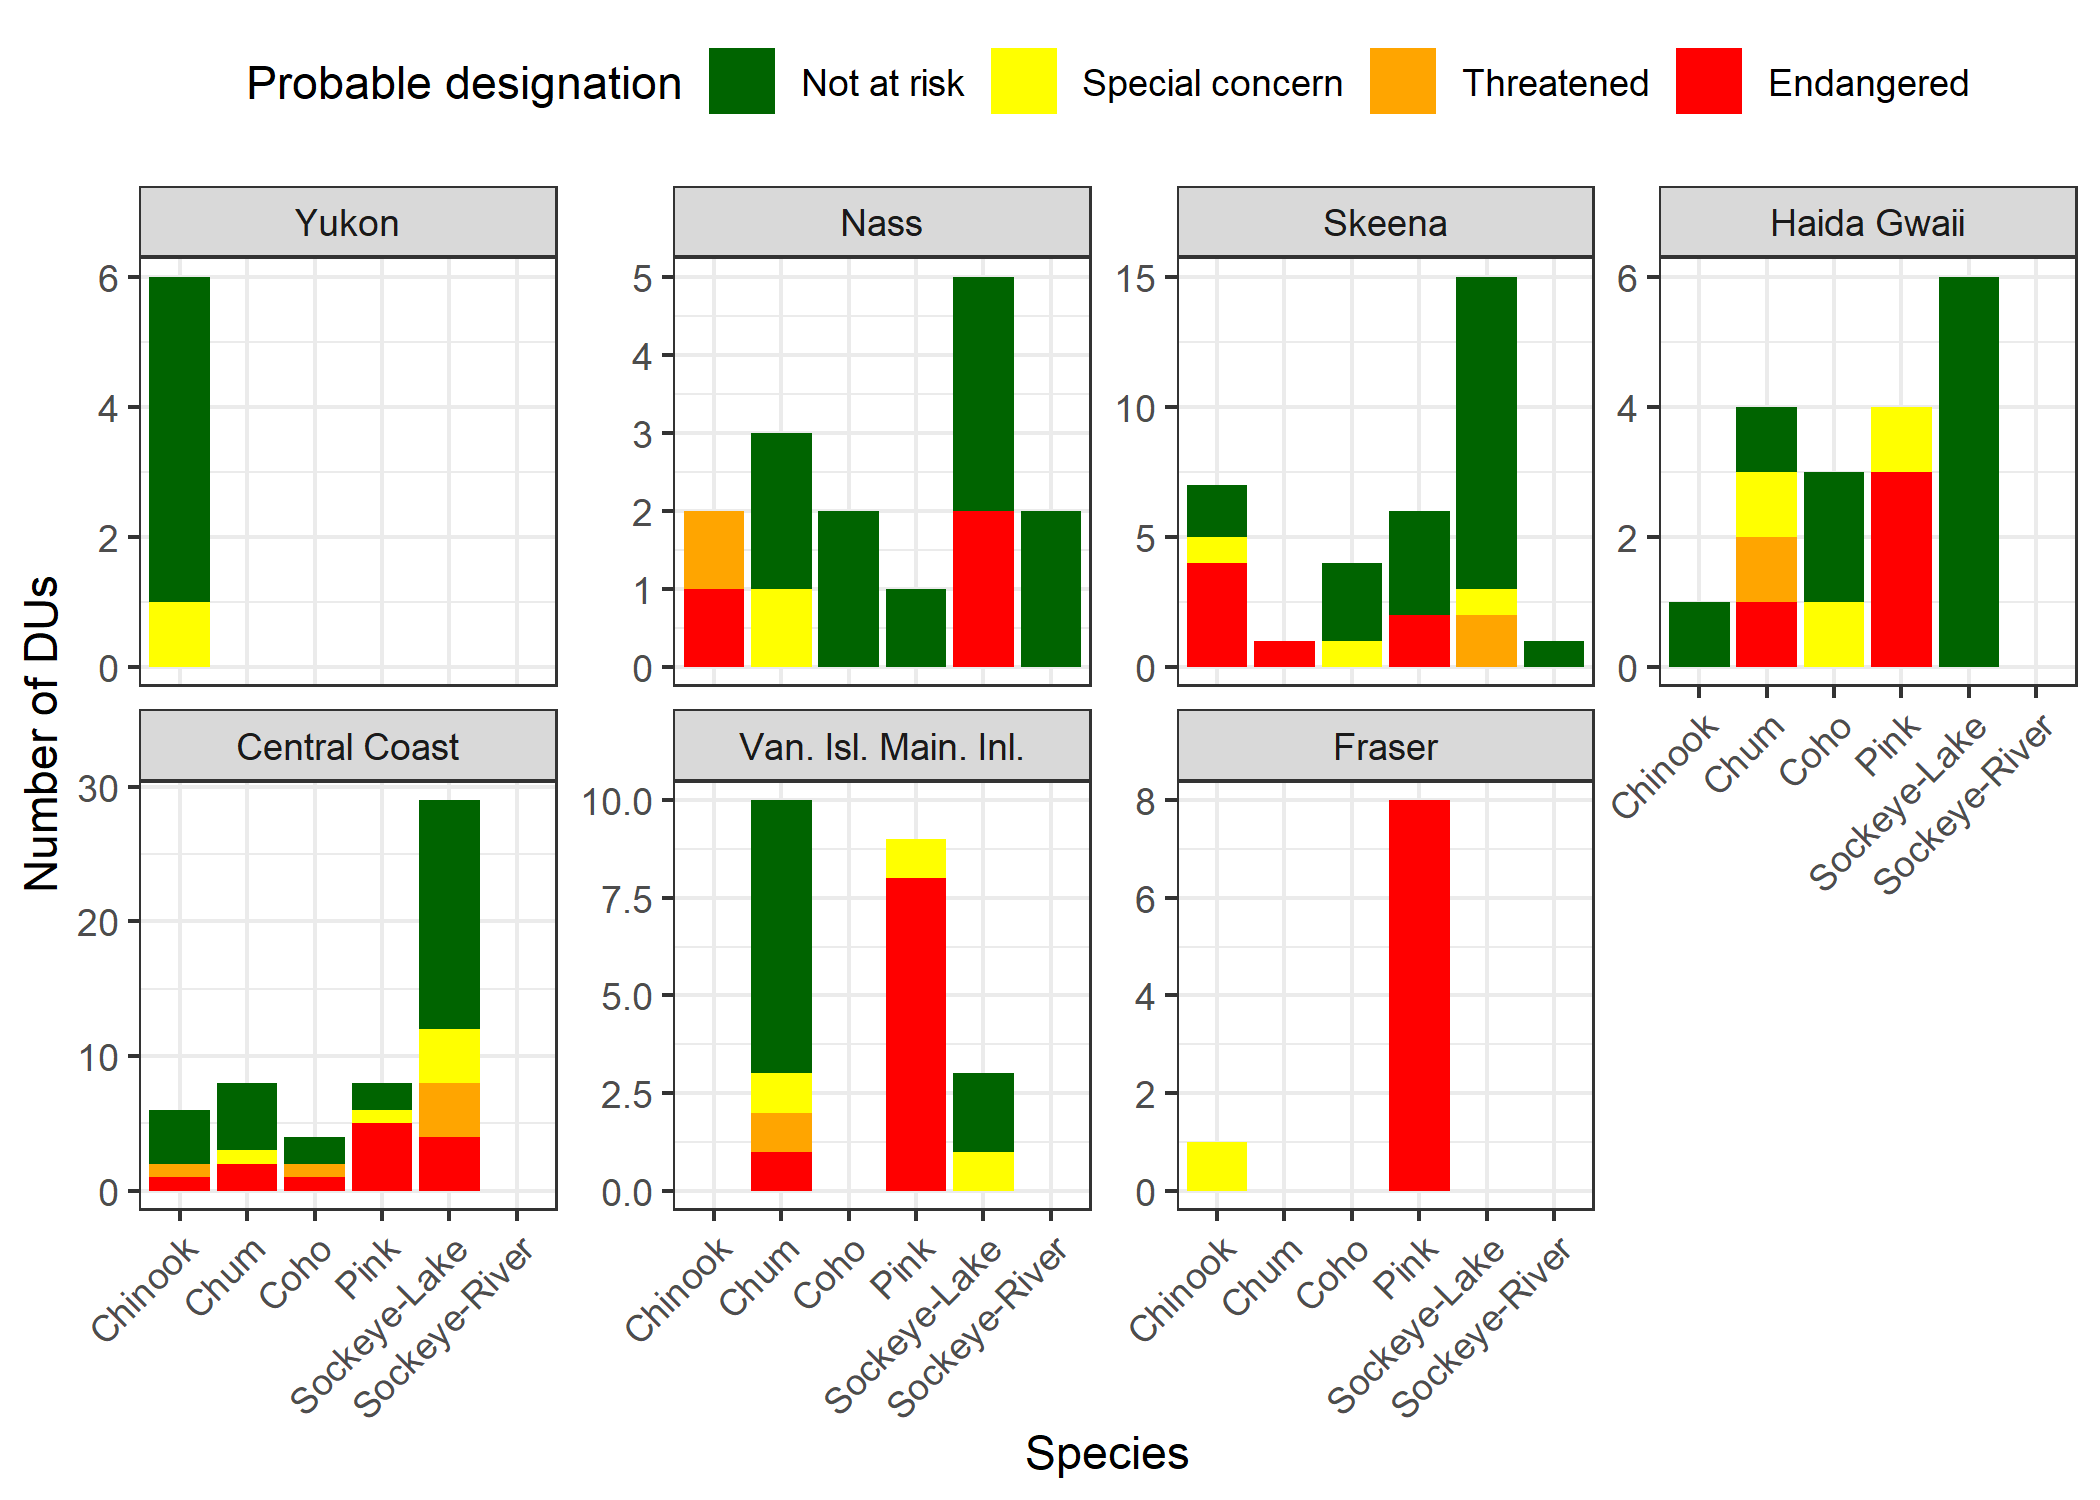 Probable designation Not at risk Special concern Threatened Endangered
Yukon Nass Skeena Haida Gwaii
Number of DUs
6
4
2
0
5
4
3
2
1
0
15
10
5
0
6
4
2
0
Chinook
Chum
Coho
Pink
Sockeye-Lake
Sockeye-River
Central Coast Van. Isl. Main. Inl. Fraser
30
20
10
0
10.0
7.5
5.0
2.5
0.0
8
6
4
2
0
Chinook
Chum
Coho
Pink
Sockeye-Lake
Sockeye-River
Chinook
Chum
Coho
Pink
Sockeye-Lake
Sockeye-River
Chinook
Chum
Coho
Pink
Sockeye-Lake
Sockeye-River
Species